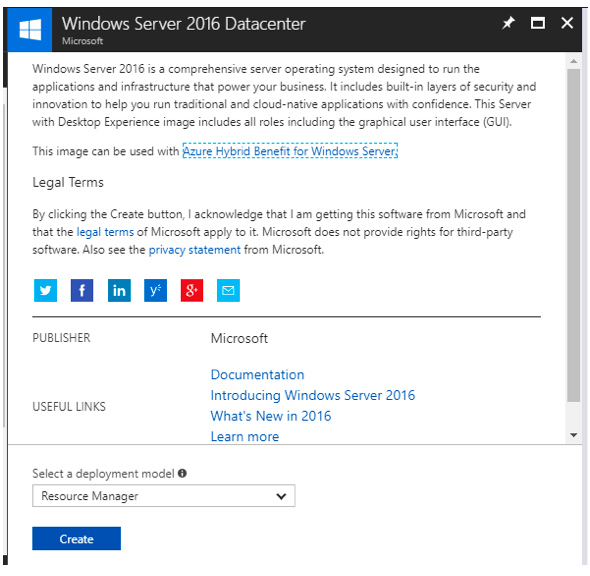 Windows Server 2016 Datacenter
Microsoft
Windows Server 2016 is a comprehensive server operating system designed to run the
applications and infrastructure that power your business. It includes built-in layers of security and
innovation to help you run traditional and cloud-native applications with confidence. This Server
with Desktop Experience image includes all roles including the graphical user interface (GUI).
This image can be used with Azure Hybrid Benefit for Windows Server.
Legal Terms
By clicking the Create button, I acknowledge that I am getting this software from Microsoft and
that the legal terms of Microsoft apply to it. Microsoft does not provide rights for third-party
software. Also see the privacy statement from Microsoft.
PUBLISHER Microsoft
Documentation
Introducing Windows Server 2016
USEFUL LINKS
What's New in 2016
Learn more
Select a deployment model
Resource Manager
Create